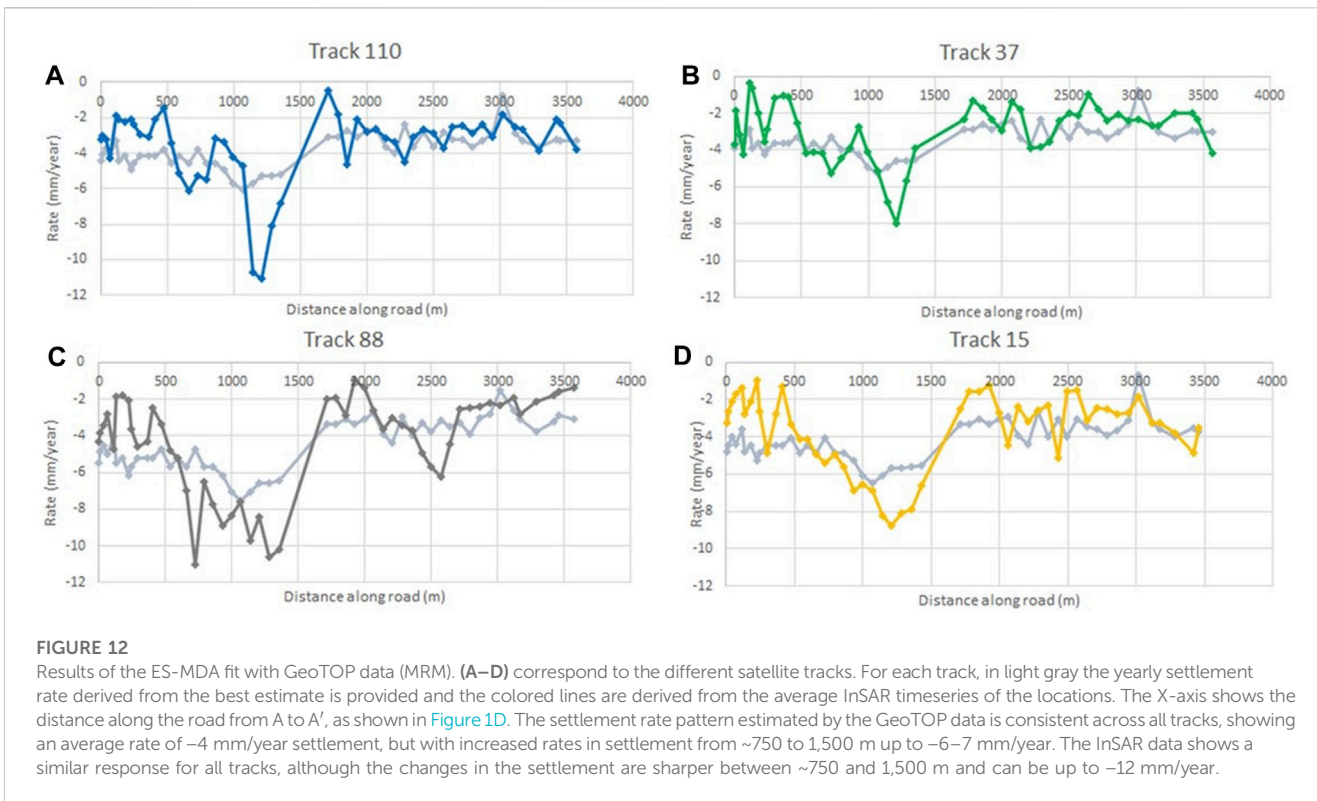 Track 110
A
0
0 500 1000 1500 2000 2500 3000 3500 4000
-2
-4
-6
-8
-10
-12
Rate (mm/year)
Distance along road (m)
Track 37
B
0
0 500 1000 1500 2000 2500 3000 3500 4000
-2
-4
-6
-8
-10
-12
Rate (mm/year)
Distance along road (m)
Track 88
C
0
0 500 1000 1500 2000 2500 3000 3500 4000
-2
-4
-6
-8
-10
-12
Rate (mm/year)
Distance along road (m)
Track 15
D
0
0 500 1000 1500 2000 2500 3000 3500 4000
-2
-4
-6
-8
-10
-12
Rate (mm/year)
Distance along road (m)
FIGURE 12
Results of the ES-MDA fit with GeoTOP data (MRM). (A–D) correspond to the different satellite tracks. For each track, in light gray the yearly settlement
rate derived from the best estimate is provided and the colored lines are derived from the average InSAR timeseries of the locations. The X-axis shows the
distance along the road from A to A′, as shown in Figure 1D. The settlement rate pattern estimated by the GeoTOP data is consistent across all tracks, showing
an average rate of –4 mm/year settlement, but with increased rates in settlement from ~750 to 1,500 m up to –6–7 mm/year. The InSAR data shows a
similar response for all tracks, although the changes in the settlement are sharper between ~750 and 1,500 m and can be up to –12 mm/year.